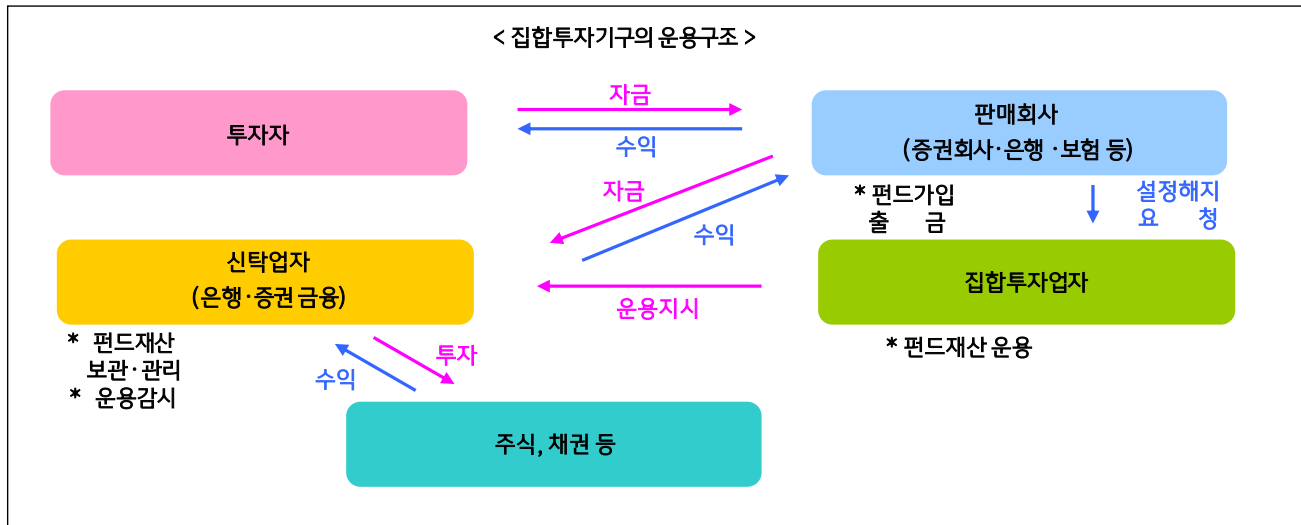 < 집합투자기구의 운용구조 >
자금
투자자
수익
판매회사
(증권회사·은행 ·보험 등)
자금
수익
* 펀드가입
출 금
설정해지
요 청
신탁업자
(은행·증권 금융)
운용지시
집합투자업자
* 펀드재산
보관·관리
* 운용감시
투자
수익
* 펀드재산 운용
주식, 채권 등